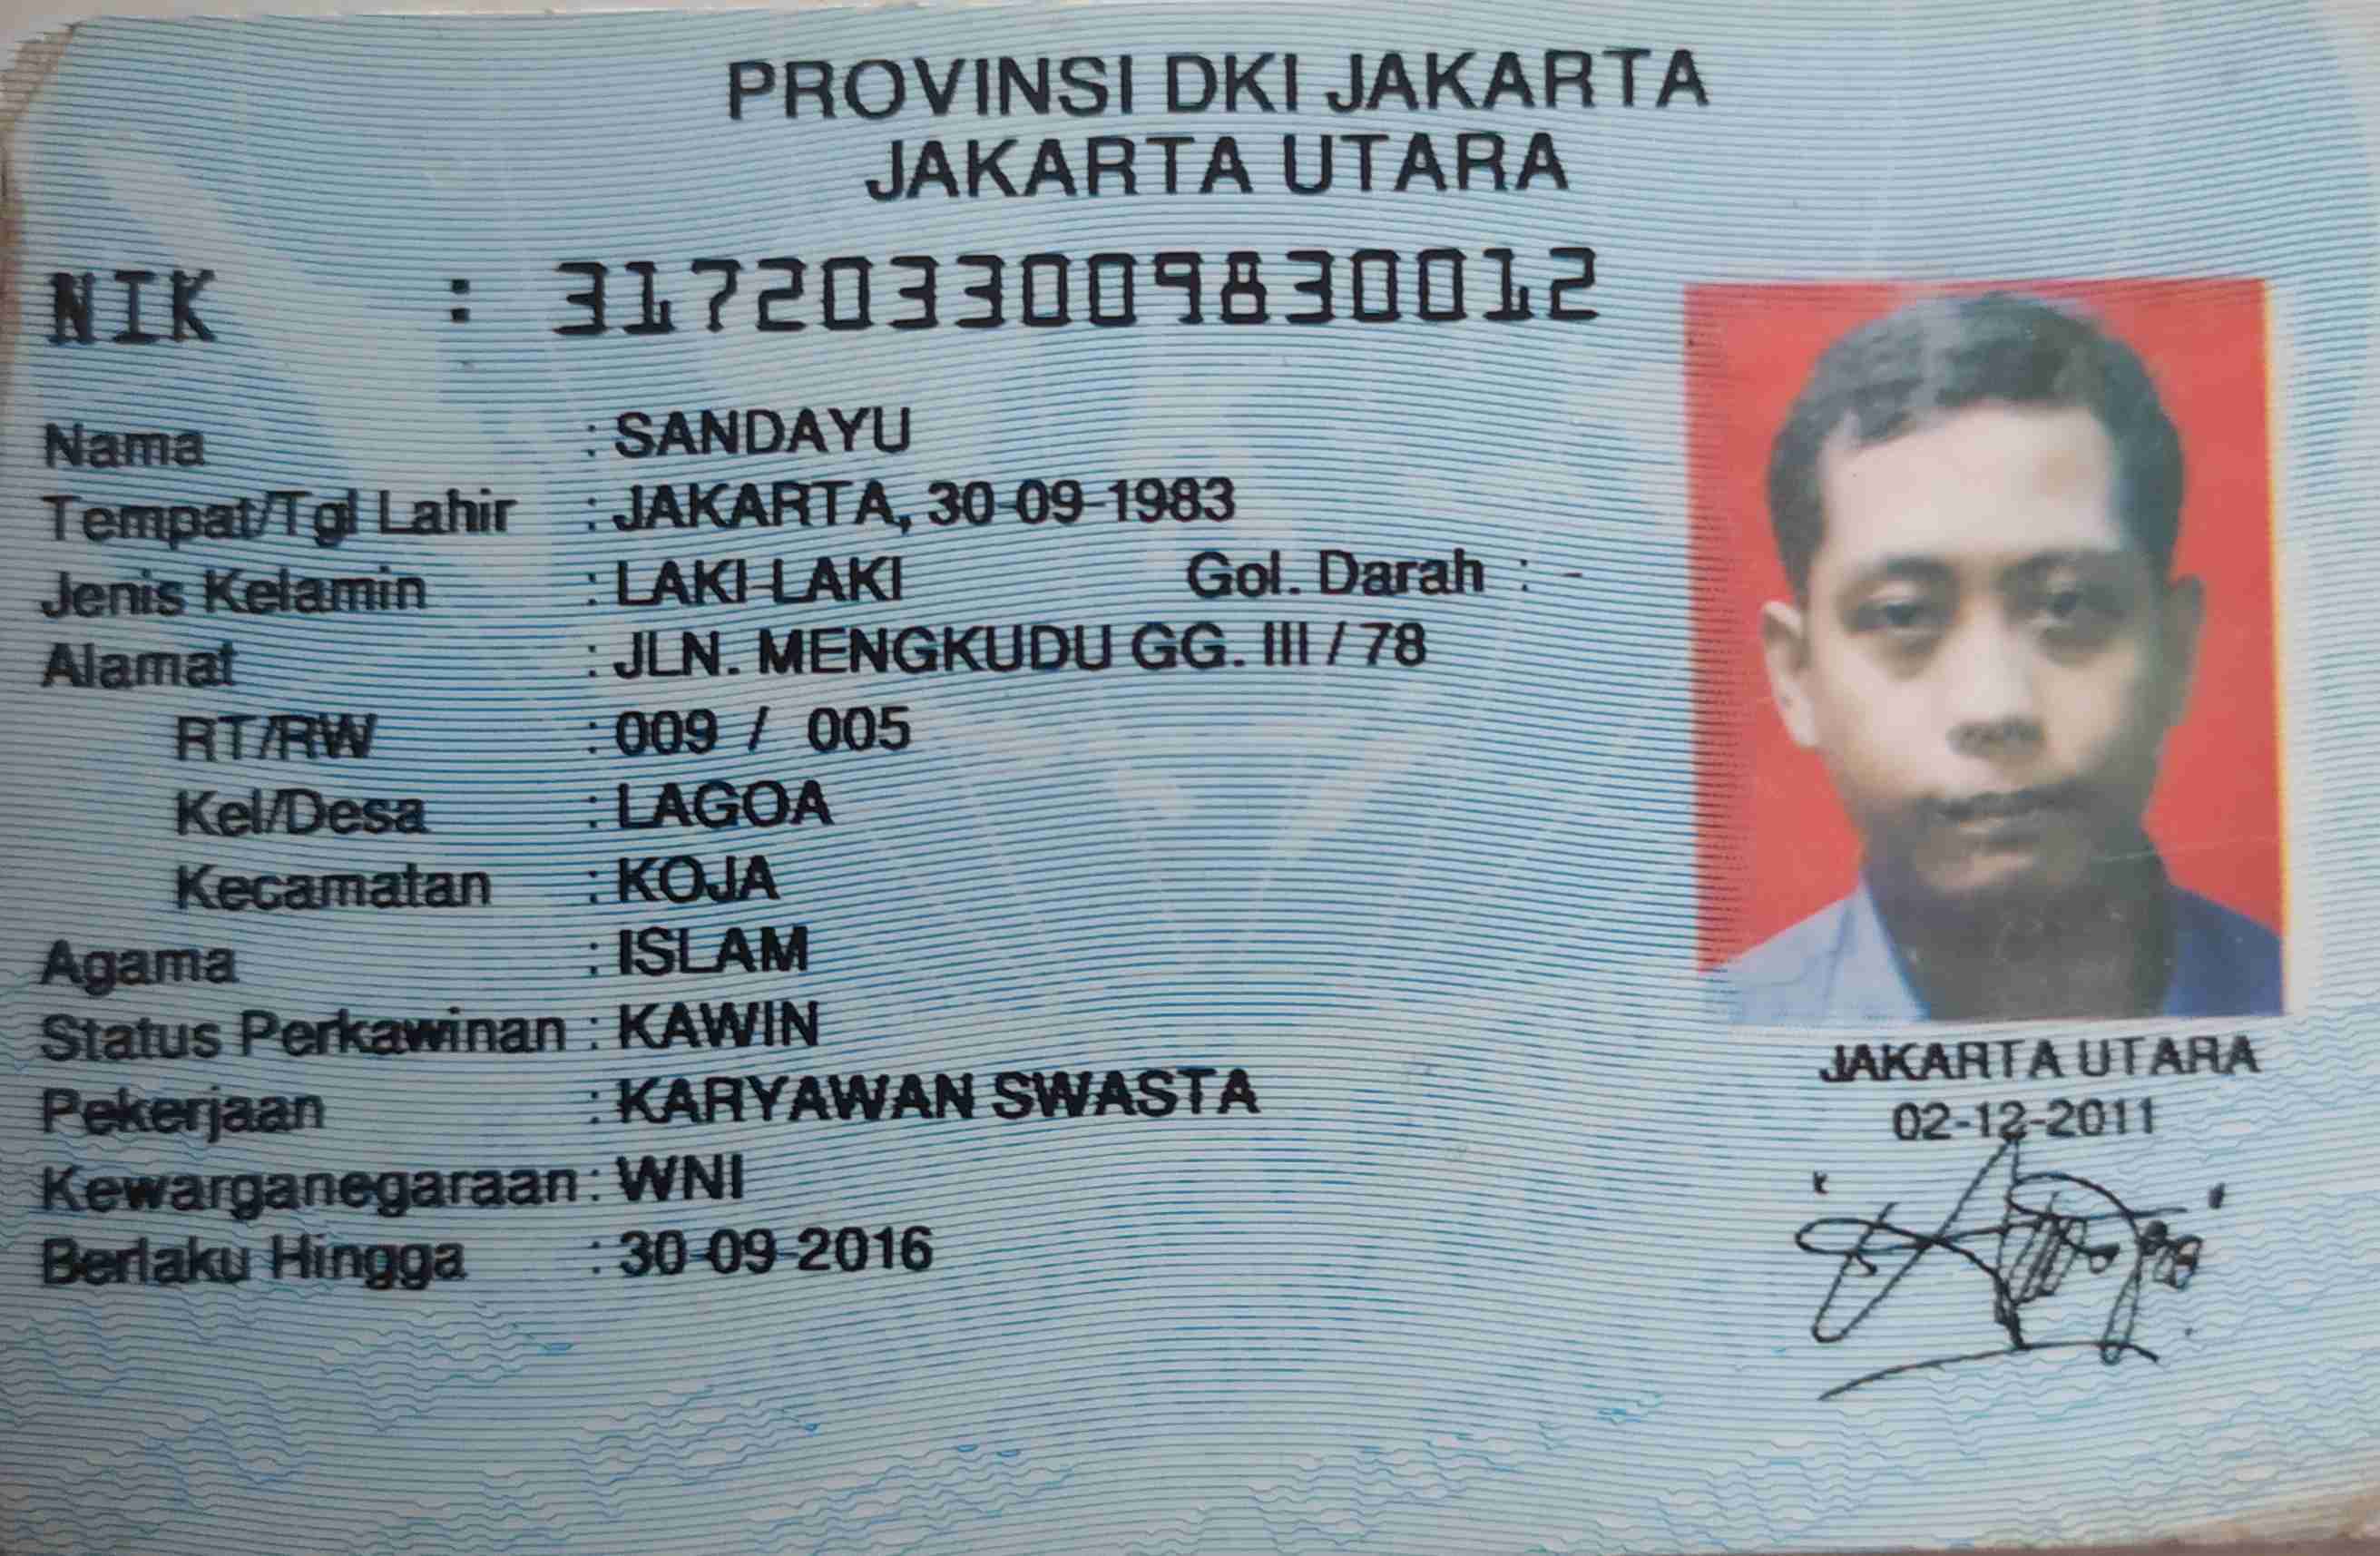 PROVINSI DKI JAKARTA
JAKARTA UTARA
NIK : 3172033009830012
Nama : SANDAYU
Tempat/Tgl Lahir : JAKARTA, 30-09-1983
Jenis Kelamin : LAKI-LAKI Gol. Darah : -
Alamat : JLN. MENGKUDU GG. III / 78
RT/RW : 009 / 005
Kel/Desa : LAGOA
Kecamatan : KOJA
Agama : ISLAM
Status Perkawinan : KAWIN
Pekerjaan : KARYAWAN SWASTA
Kewarganegaraan : WNI
Berlaku Hingga : 30-09-2016
JAKARTA UTARA
02-12-2011